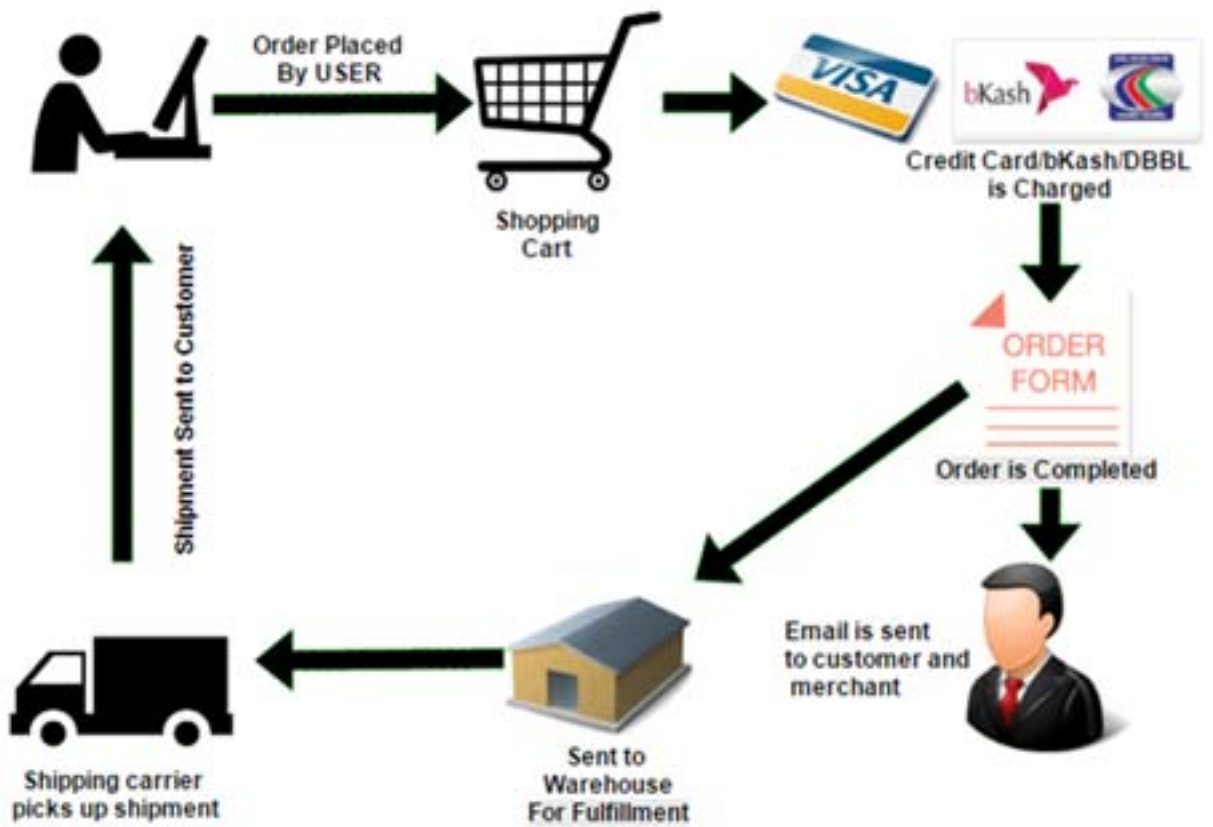 Order Placed
By USER
VISA
bKash
Credit Card/bKash/DBBL
is Charged
Shopping
Cart
ORDER
FORM
Order is Completed
Shipment Sent to Customer
Email is sent
to customer and
merchant
Sent to
Warehouse
For Fulfillment
Shipping carrier
picks up shipment